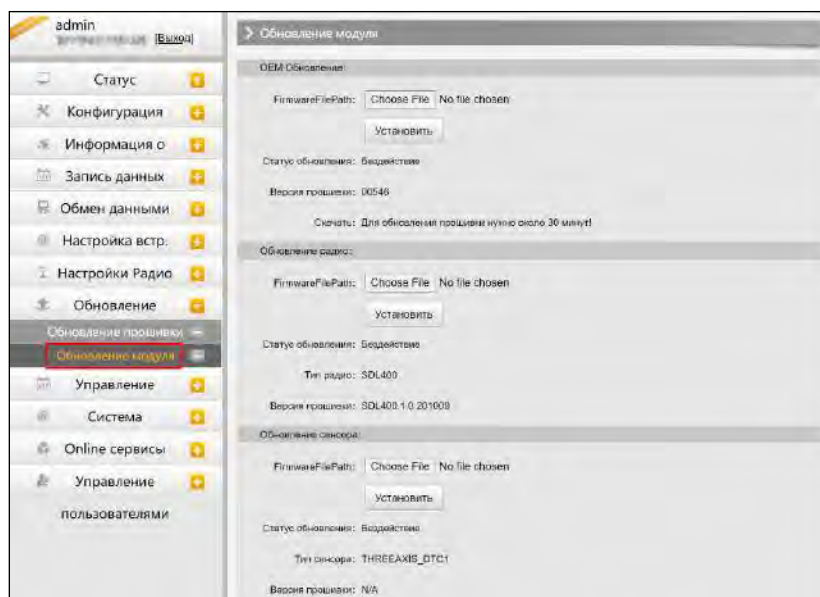 admin
[Выход]
Статус
Конфигурация
Информация о
Запись данных
Обмен данными
Настройка встр.
Настройки Радио
Обновление
Обновление прошивки
Обновление модуля
Управление
Система
Online сервисы
Управление
пользователями
Обновление модуля
OEM Обновление:
FirmwareFilePath: Choose File No file chosen
Установить
Статус обновления: Бездействие
Версия прошивки: 00546
Скачать: Для обновления прошивки нужно около 30 минут!
Обновление радио:
FirmwareFilePath: Choose File No file chosen
Установить
Статус обновления: Бездействие
Тип радио: SDL400
Версия прошивки: SDL400.1.0.201009
Обновление сенсора:
FirmwareFilePath: Choose File No file chosen
Установить
Статус обновления: Бездействие
Тип сенсора: THREEAXIS_DTC1
Версия прошивки: N/A